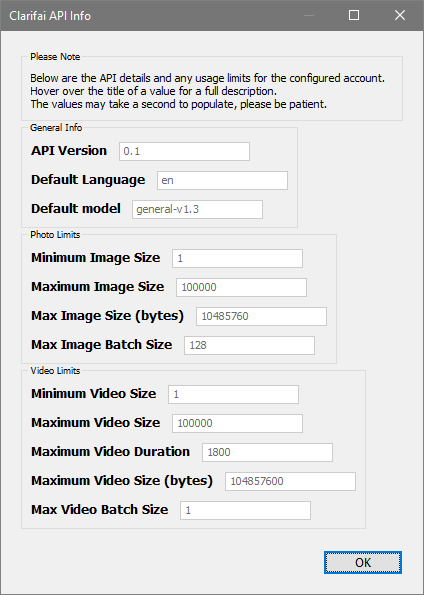 Clarifai API Info
Please Note
Below are the API details and any usage limits for the configured account.
Hover over the title of a value for a full description.
The values may take a second to populate, please be patient.
General Info
API Version 0.1
Default Language en
Default model general-v1.3
Photo Limits
Minimum Image Size 1
Maximum Image Size 100000
Max Image Size (bytes) 10485760
Max Image Batch Size 128
Video Limits
Minimum Video Size 1
Maximum Video Size 100000
Maximum Video Duration 1800
Maximum Video Size (bytes) 104857600
Max Video Batch Size 1
OK